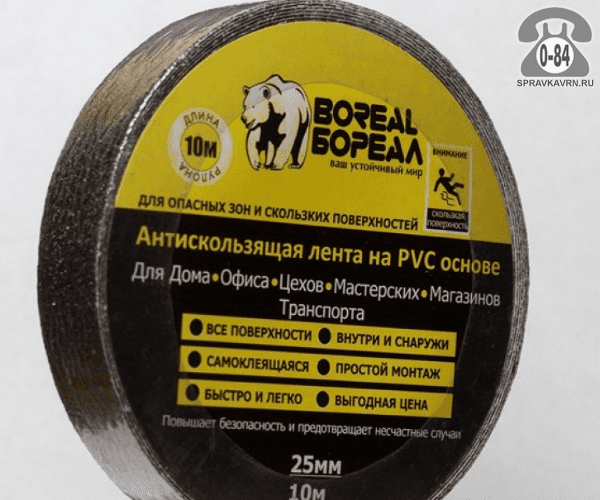 0-84
SPRAVKAVRN.RU
ДЛИНА
10М
РУЛОНА
BOREAL
БОРЕАЛ
ваш устойчивый мир
ВНИМАНИЕ
СКОЛЬЗКАЯ
ПОВЕРХНОСТЬ
ДЛЯ ОПАСНЫХ ЗОН И СКОЛЬЗКИХ ПОВЕРХНОСТЕЙ
Антискользящая лента на PVC основе
Для Дома•Офиса•Цехов•Мастерских•Магазинов
Транспорта
ВСЕ ПОВЕРХНОСТИ ВНУТРИ И СНАРУЖИ
САМОКЛЕЯЩАЯСЯ ПРОСТОЙ МОНТАЖ
БЫСТРО И ЛЕГКО ВЫГОДНАЯ ЦЕНА
Повышает безопасность и предотвращает несчастные случаи
25мм
10м